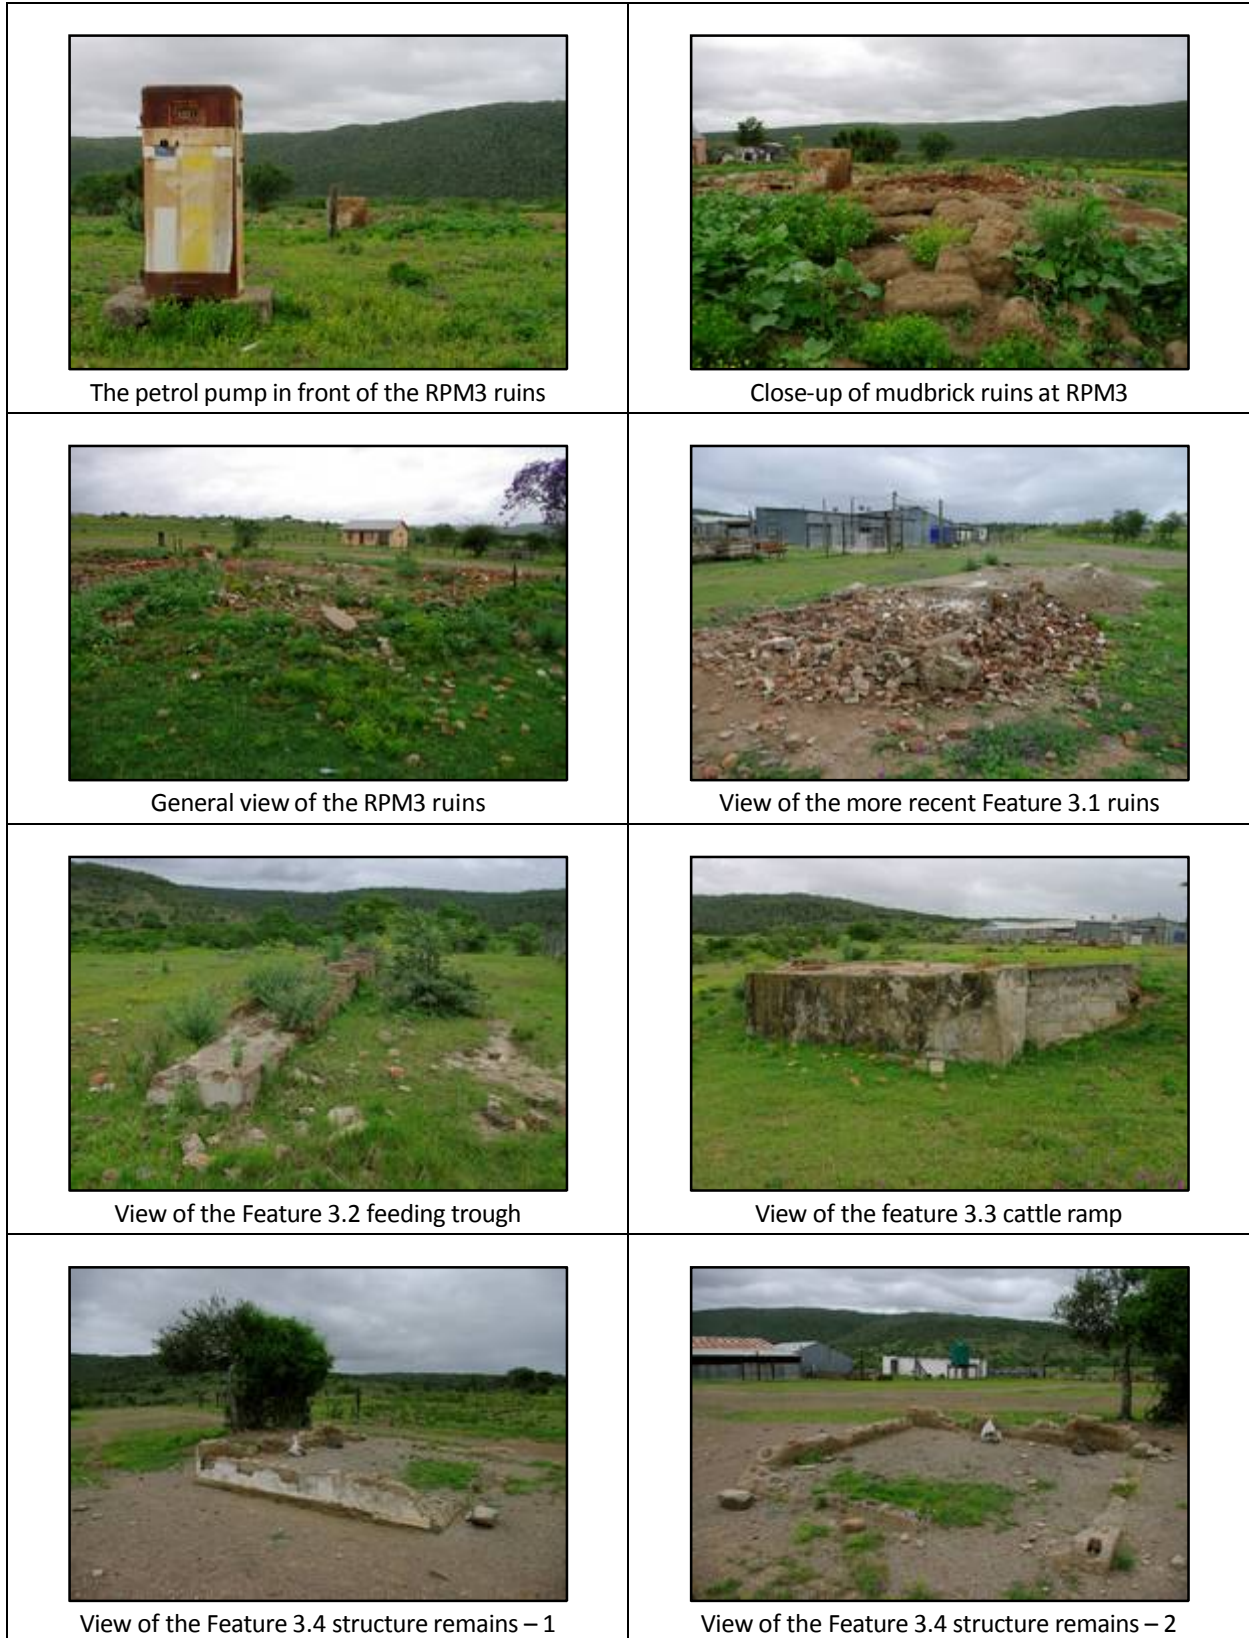 The petrol pump in front of the RPM3 ruins
Close-up of mudbrick ruins at RPM3
General view of the RPM3 ruins
View of the more recent Feature 3.1 ruins
View of the Feature 3.2 feeding trough
View of the feature 3.3 cattle ramp
View of the Feature 3.4 structure remains – 1
View of the Feature 3.4 structure remains – 2